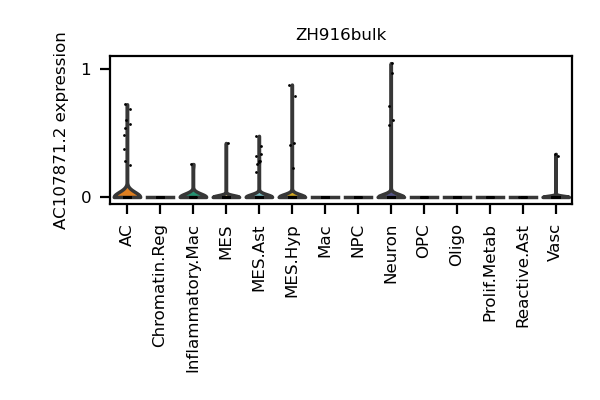 ZH916bulk
AC107871.2 expression
1
0
AC
Chromatin.Reg
Inflammatory.Mac
MES
MES.Ast
MES.Hyp
Mac
NPC
Neuron
OPC
Oligo
Prolif.Metab
Reactive.Ast
Vasc